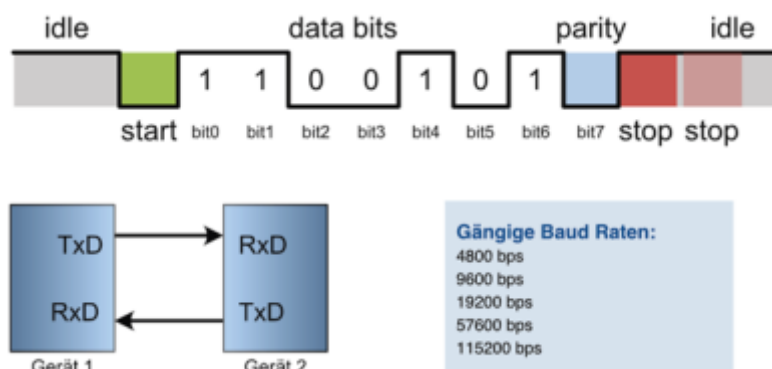 idle data bits parity idle
1 1 0 0 1 0 1
start bit0 bit1 bit2 bit3 bit4 bit5 bit6 bit7 stop stop
TxD RxD
RxD TxD
Gerät 1 Gerät 2
Gängige Baud Raten:
4800 bps
9600 bps
19200 bps
57600 bps
115200 bps